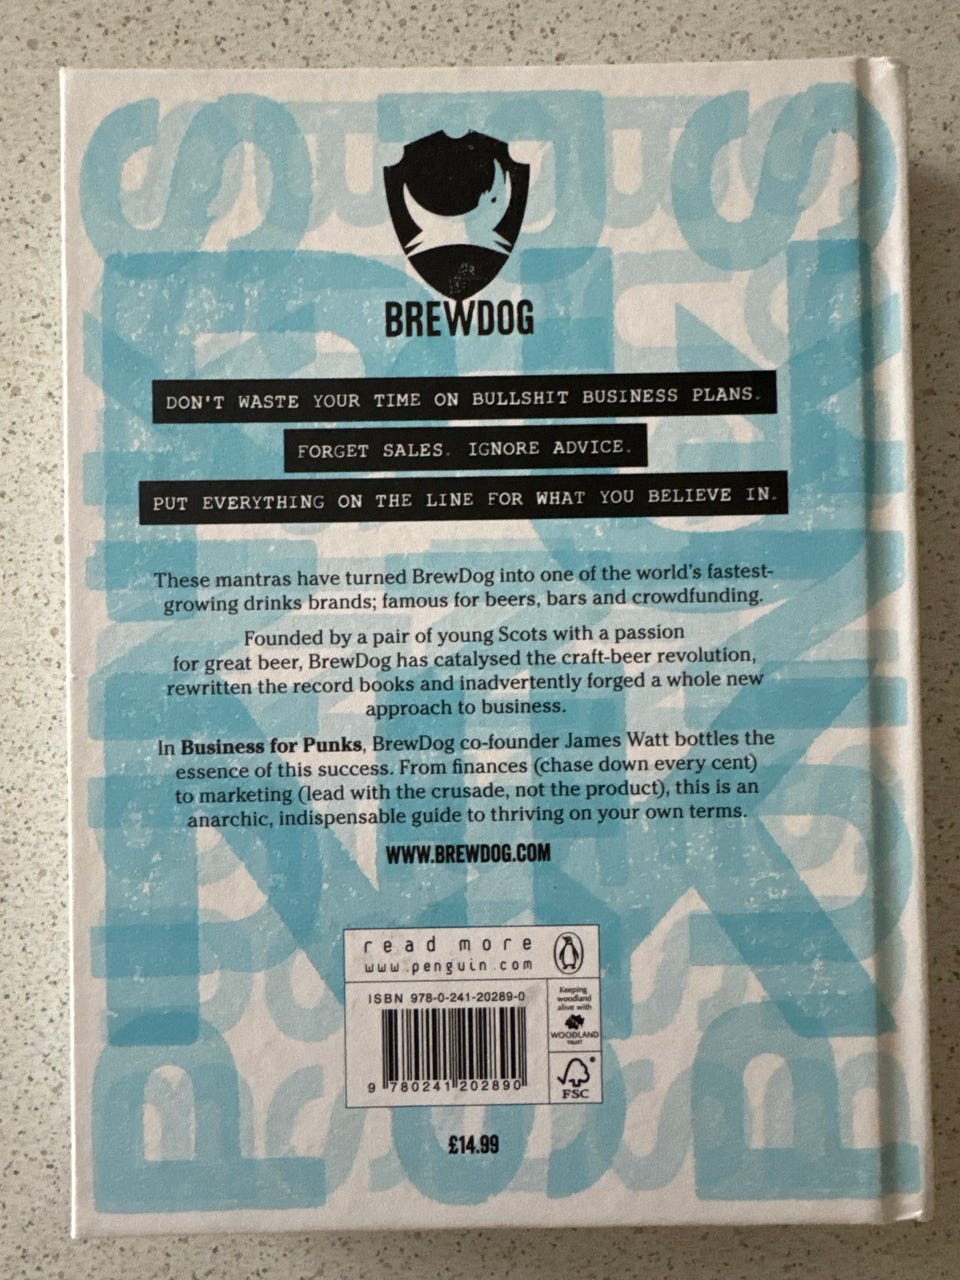 BREWDOG
DON'T WASTE YOUR TIME ON BULLSHIT BUSINESS PLANS.
FORGET SALES. IGNORE ADVICE.
PUT EVERYTHING ON THE LINE FOR WHAT YOU BELIEVE IN.
These mantras have turned BrewDog into one of the world's fastest-
growing drinks brands; famous for beers, bars and crowdfunding.
Founded by a pair of young Scots with a passion
for great beer, BrewDog has catalysed the craft-beer revolution,
rewritten the record books and inadvertently forged a whole new
approach to business.
In Business for Punks, BrewDog co-founder James Watt bottles the
essence of this success. From finances (chase down every cent)
to marketing (lead with the crusade, not the product), this is an
anarchic, indispensable guide to thriving on your own terms.
WWW.BREWDOG.COM
read more
www.penguin.com
ISBN 978-0-241-20289-0
9 780241 202890
Keeping
woodland
alive with
WOODLAND
TRUST
FSC
£14.99